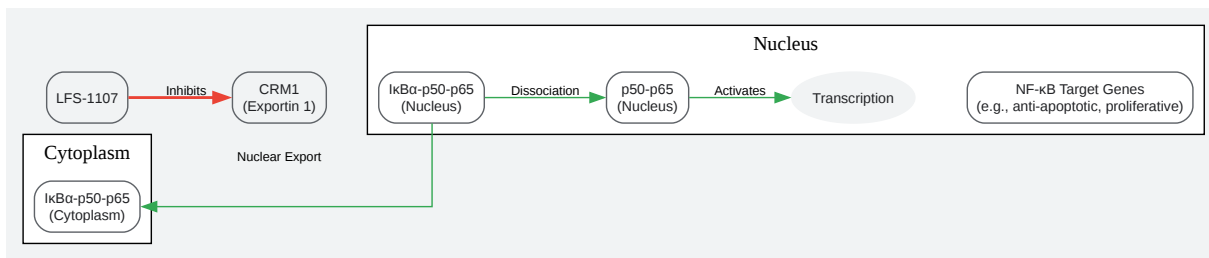 Nucleus
LFS-1107
Inhibits
CRM1
(Exportin 1)
IκBα-p50-p65
(Nucleus)
Dissociation
p50-p65
(Nucleus)
Activates
Transcription
NF-κB Target Genes
(e.g., anti-apoptotic, proliferative)
Cytoplasm
Nuclear Export
IκBα-p50-p65
(Cytoplasm)